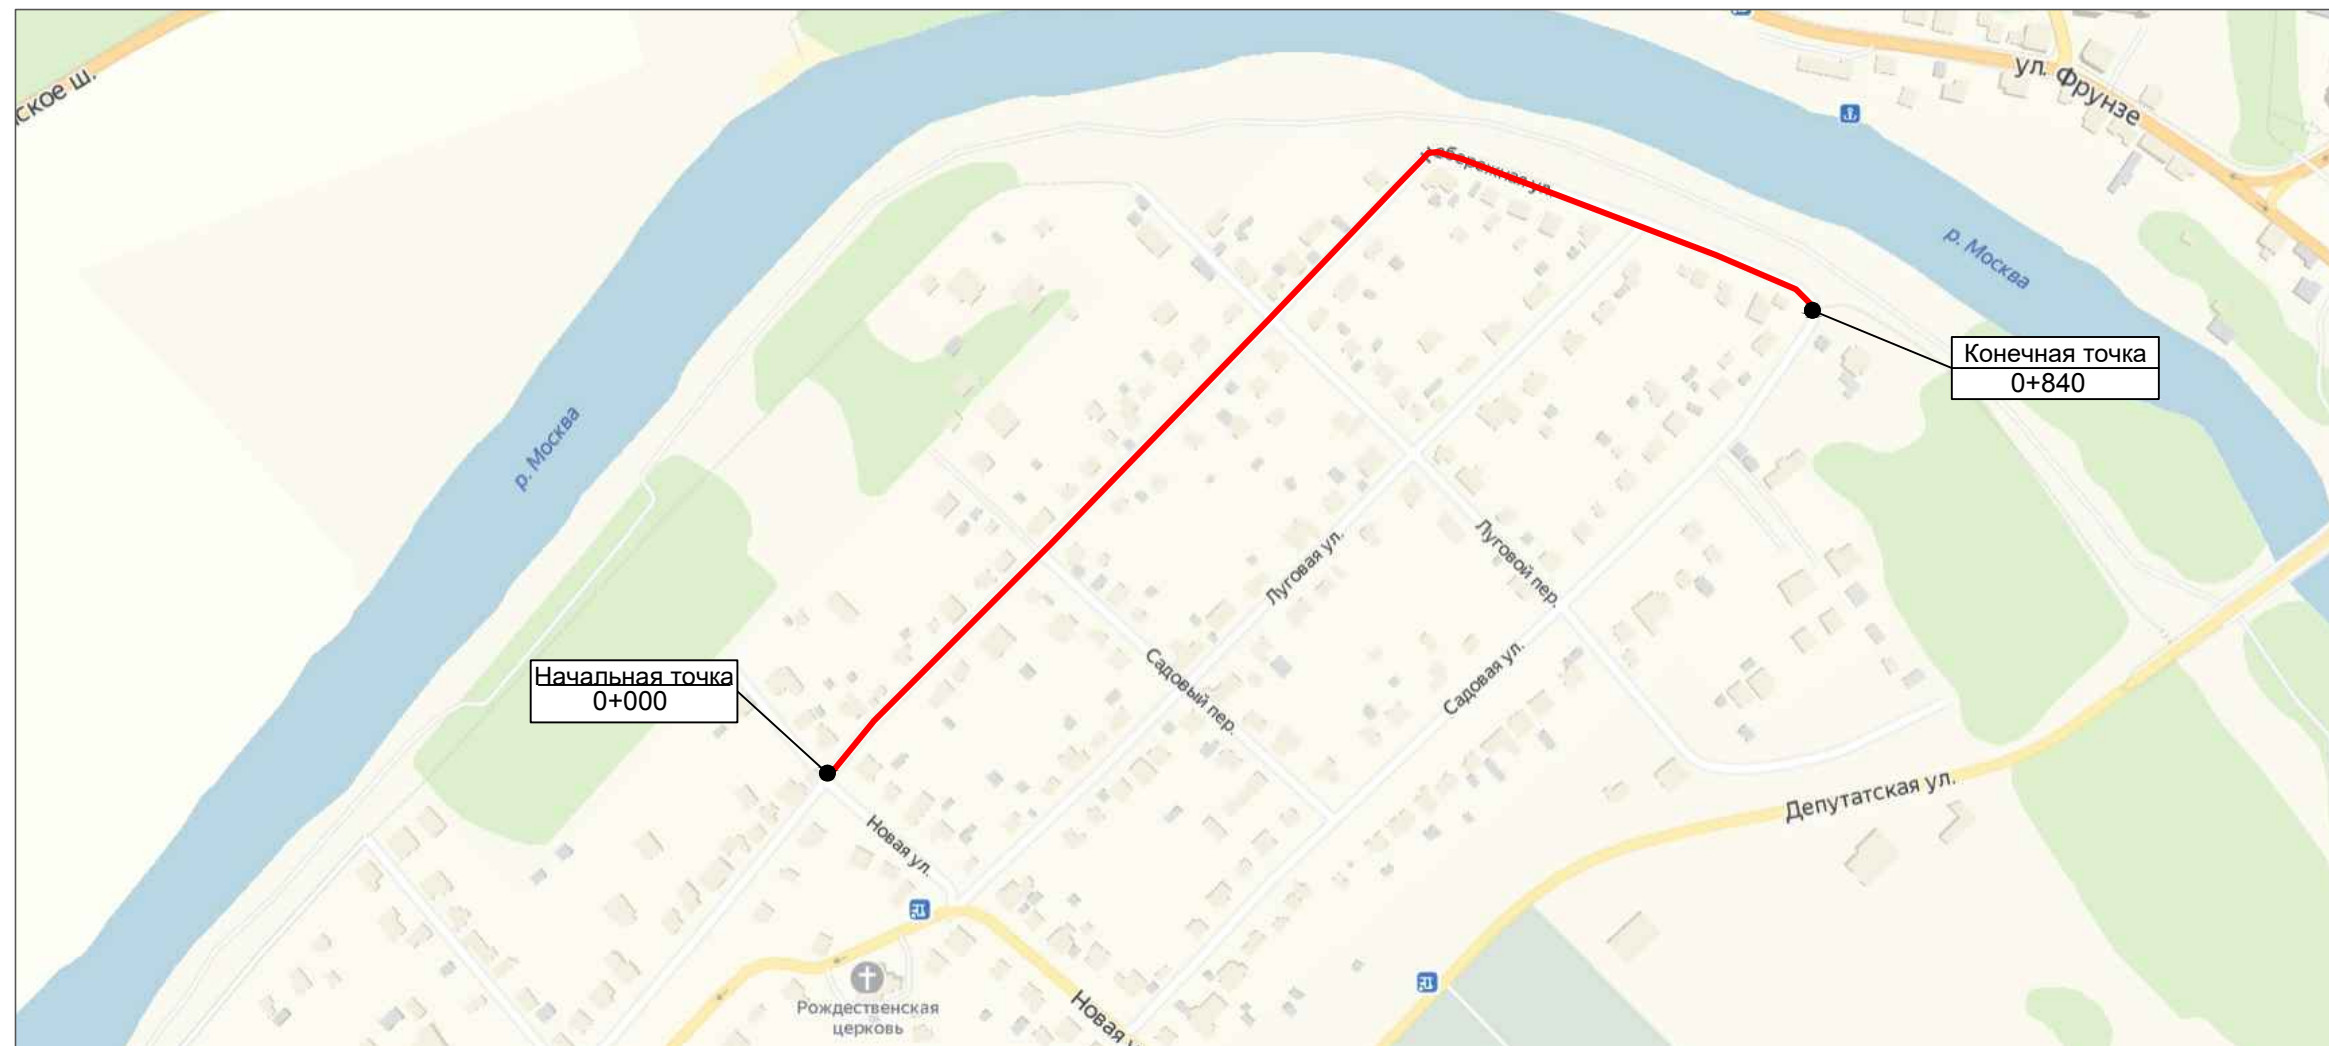 ское ш.
ул. Фрунзе
р. Москва
Конечная точка
0+840
р. Москва
Луговая ул.
Луговой пер.
Садовый пер.
Садовая ул.
Начальная точка
0+000
Депутатская ул.
Новая ул.
Рождественская
церковь
Новая у